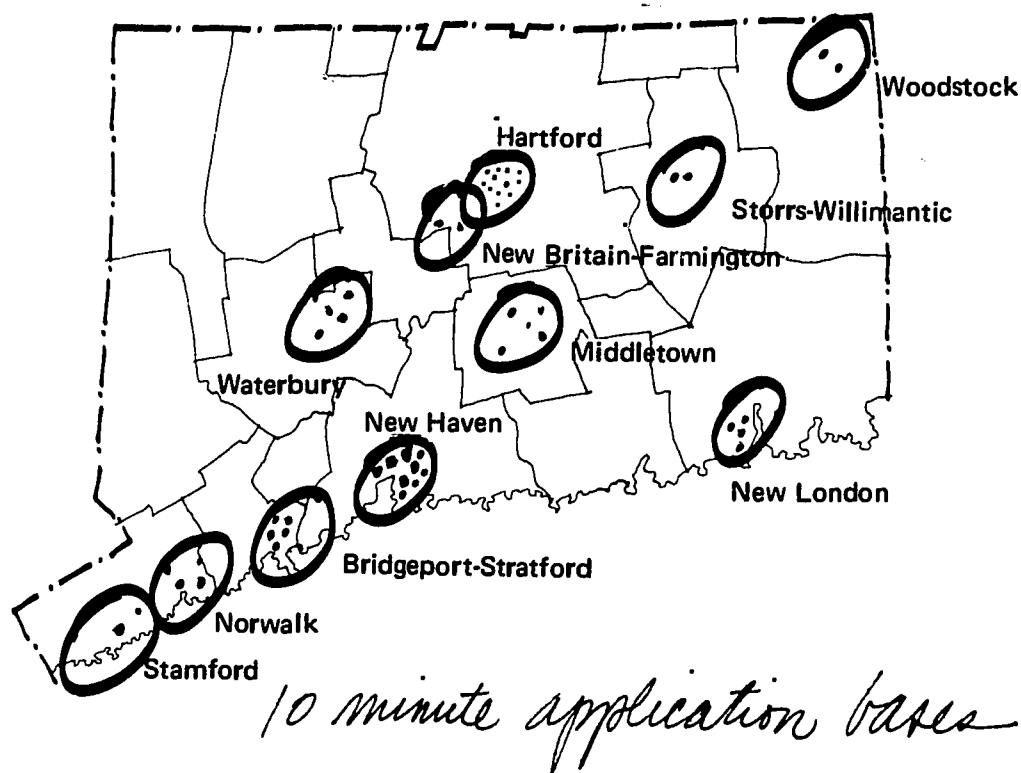 Woodstock
Hartford
Storrs-Willimantic
New Britain-Farmington
Middletown
Waterbury
New Haven
New London
Bridgeport-Stratford
Norwalk
Stamford
10 minute application bases